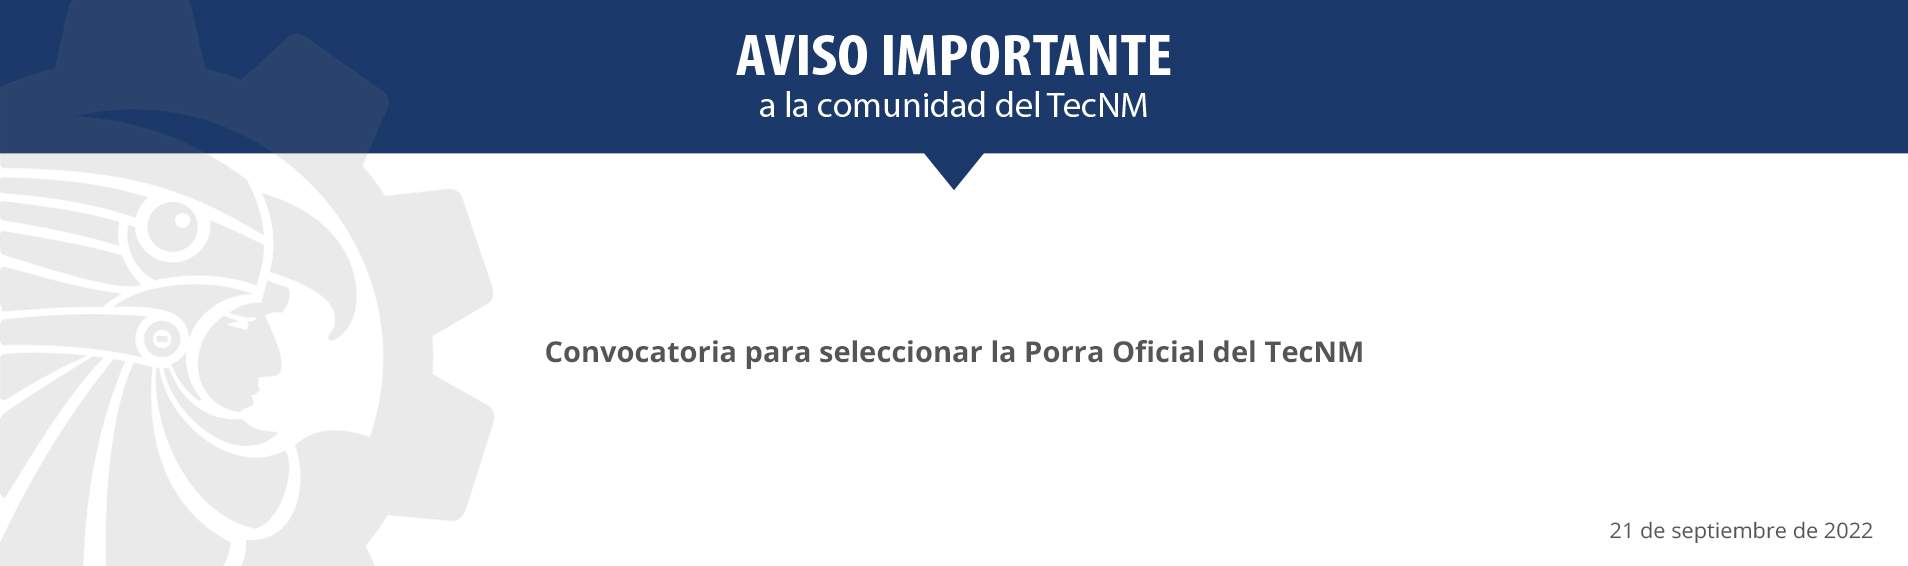 AVISO IMPORTANTE
a la comunidad del TecNM
Convocatoria para seleccionar la Porra Oficial del TecNM
21 de septiembre de 2022